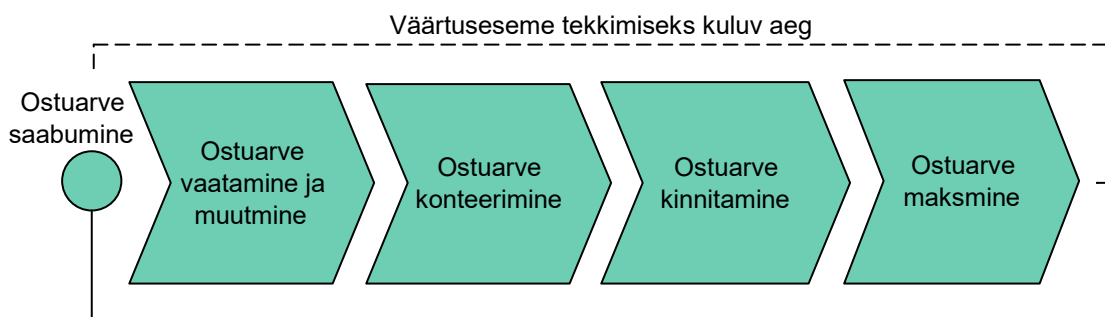 Väärtuseseme tekkimiseks kuluv aeg
Ostuarve
saabumine
Ostuarve
vaatamine ja
muutmine
Ostuarve
konteerimine
Ostuarve
kinnitamine
Ostuarve
maksmine